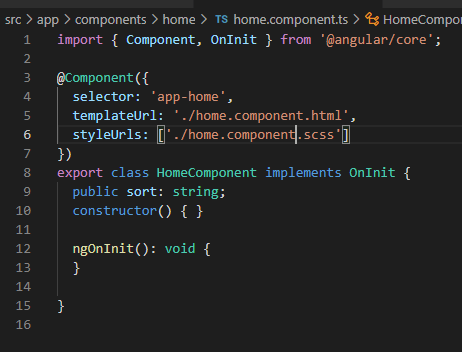 src > app > components > home > TS home.component.ts > HomeCompo
1 import { Component, OnInit } from '@angular/core';
2
3 @Component({
4   selector: 'app-home',
5   templateUrl: './home.component.html',
6   styleUrls: ['./home.component.scss']
7 })
8 export class HomeComponent implements OnInit {
9   public sort: string;
10   constructor() { }
11
12   ngOnInit(): void {
13   }
14
15 }
16